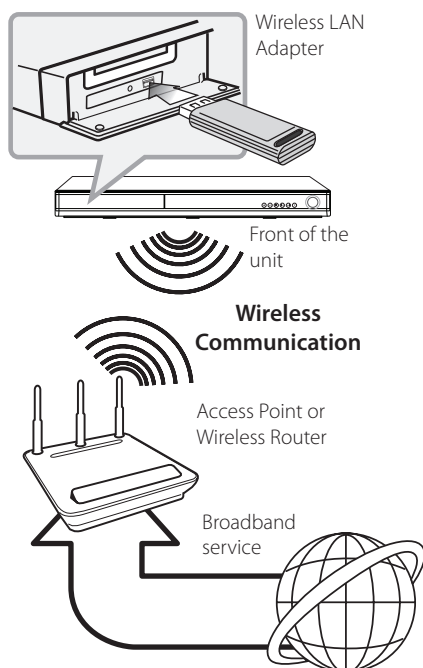 Wireless LAN
Adapter
Front of the
unit
Wireless
Communication
Access Point or
Wireless Router
Broadband
service